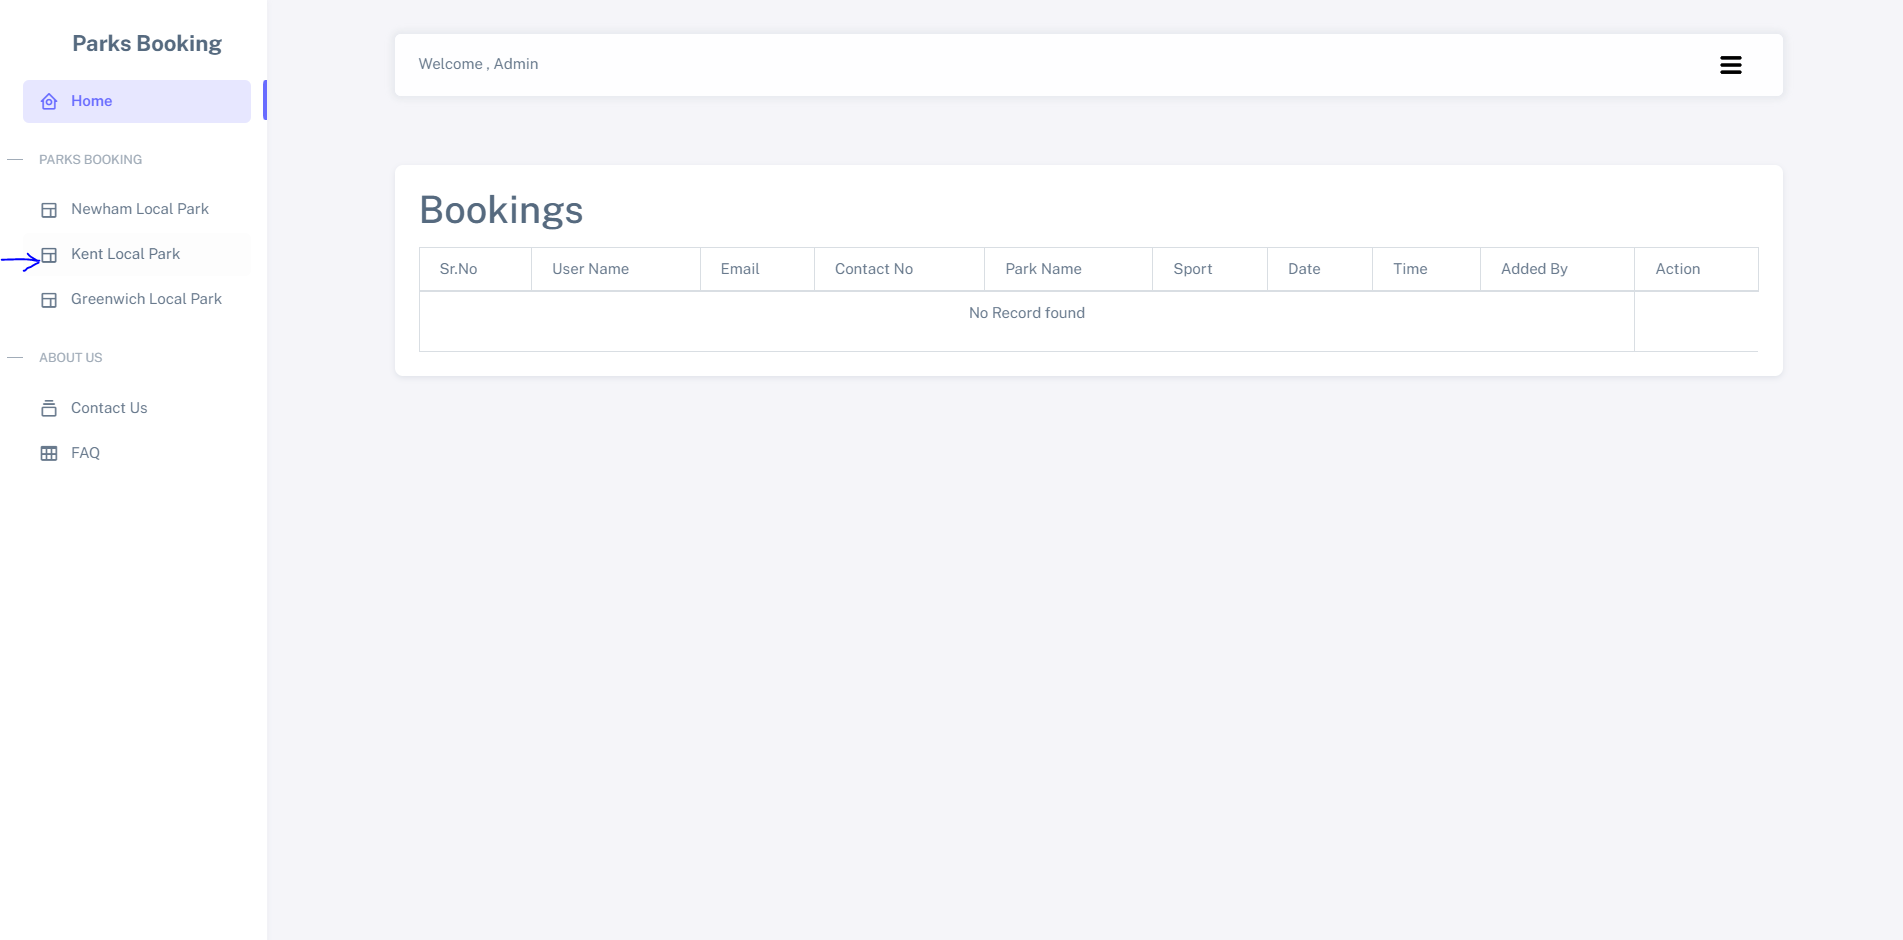 Parks Booking
Home
PARKS BOOKING
Newham Local Park
Kent Local Park
Greenwich Local Park
ABOUT US
Contact Us
FAQ
Welcome , Admin
Bookings
Sr.No User Name Email Contact No Park Name Sport Date Time Added By Action
No Record found